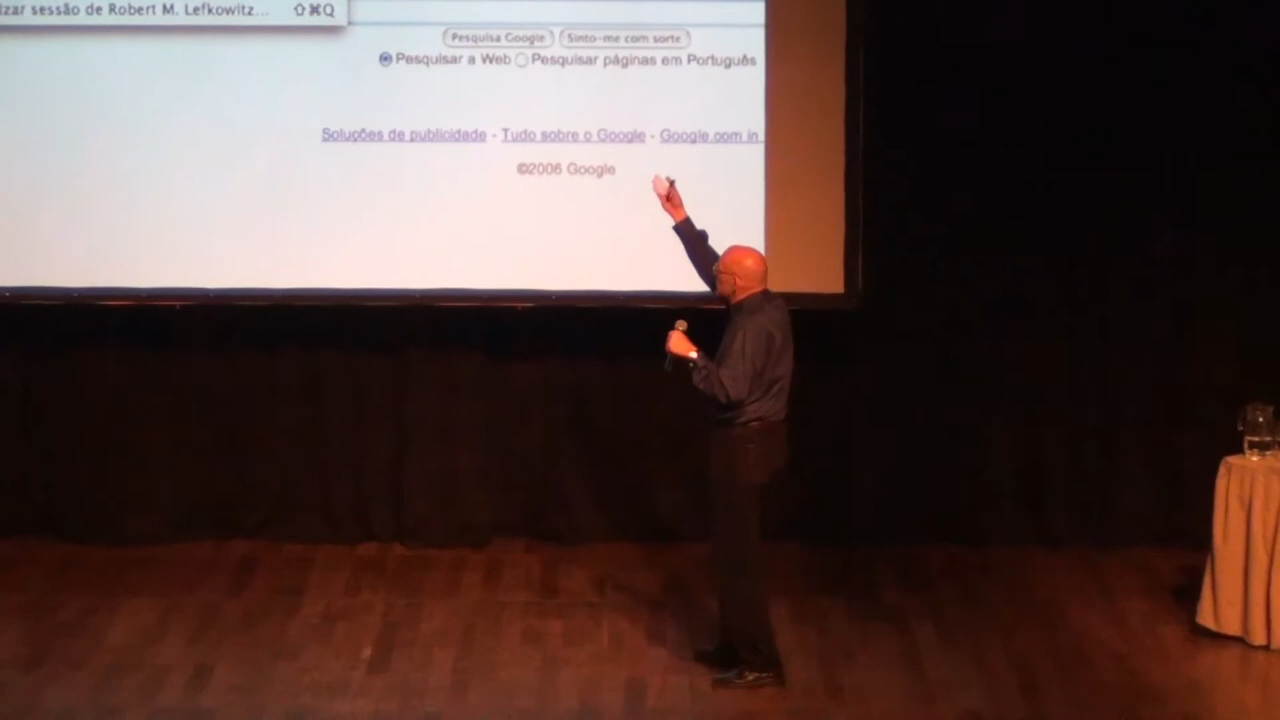 izar sessão de Robert M. Lefkowitz... ⇧⌘Q
Pesquisa Google Sinto-me com sorte
Pesquisar a Web Pesquisar páginas em Português
Soluções de publicidade - Tudo sobre o Google - Google.com in
©2006 Google